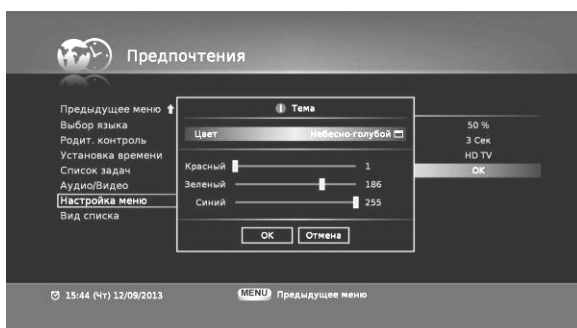 Предпочтения
Предыдущее меню
Выбор языка
Родит. контроль
Установка времени
Список задач
Аудио/Видео
Настройка меню
Вид списка
Тема
Цвет Небесно-голубой
Красный 1
Зеленый 186
Синий 255
OK Отмена
50 %
3 Сек
HD TV
OK
15:44 (Чт) 12/09/2013
MENU Предыдущее меню